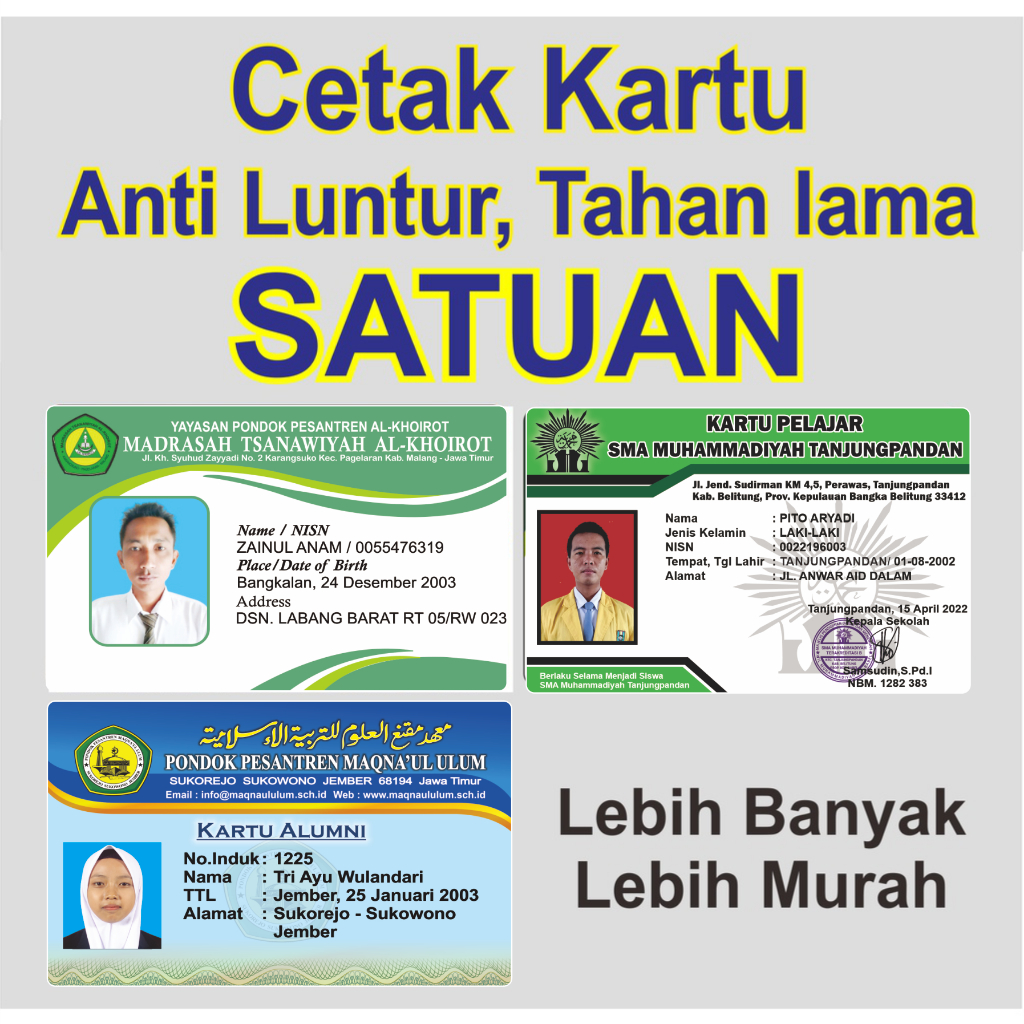 Cetak Kartu
Anti Luntur, Tahan lama
SATUAN
YAYASAN PONDOK PESANTREN AL-KHOIROT
MADRASAH TSANAWIYAH AL-KHOIROT
Jl. Kh. Syuhud Zayyadi No. 2 Karangsuko Kec. Pagelaran Kab. Malang - Jawa Timur
Name / NISN
ZAINUL ANAM / 0055476319
Place/Date of Birth
Bangkalan, 24 Desember 2003
Address
DSN. LABANG BARAT RT 05/RW 023
KARTU PELAJAR
SMA MUHAMMADIYAH TANJUNGPANDAN
Jl. Jend. Sudirman KM 4,5, Perawas, Tanjungpandan
Kab. Belitung, Prov. Kepulauan Bangka Belitung 33412
Nama : PITO ARYADI
Jenis Kelamin : LAKI-LAKI
NISN : 0022196003
Tempat, Tgl Lahir : TANJUNGPANDAN/ 01-08-2002
Alamat : JL. ANWAR AID DALAM
Tanjungpandan, 15 April 2022
Kepala Sekolah
SMA MUHAMMADIYAH
Samsudin,S.Pd.I
NBM. 1282 383
Berlaku Selama Menjadi Siswa
SMA Muhammadiyah Tanjungpandan
معهد مقنع العلوم للتربية الإسلامية
PONDOK PESANTREN MAQNA'UL ULUM
SUKOREJO SUKOWONO JEMBER 68194 Jawa Timur
Email : info@maqnaululum.sch.id Web : www.maqnaululum.sch.id
KARTU ALUMNI
No.Induk : 1225
Nama : Tri Ayu Wulandari
TTL : Jember, 25 Januari 2003
Alamat : Sukorejo - Sukowono
Jember
Lebih Banyak
Lebih Murah